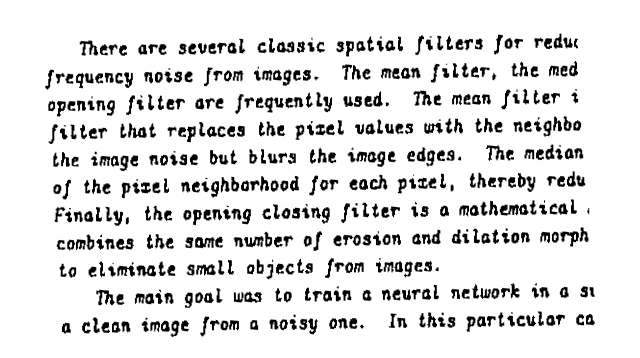 There are several classic spatial filters for
frequency noise from images. The mean filter, the med
opening filter are frequently used. The mean filter i
filter that replaces the pixel values with the neighbo
the image noise but blurs the image edges. The median
of the pixel neighborhood for each pixel, thereby redu
Finally, the opening closing filter is a mathematical
combines the same number of erosion and dilation morph
to eliminate small objects from images.
The main goal was to train a neural network in a
a clean image from a noisy one. In this particular ca